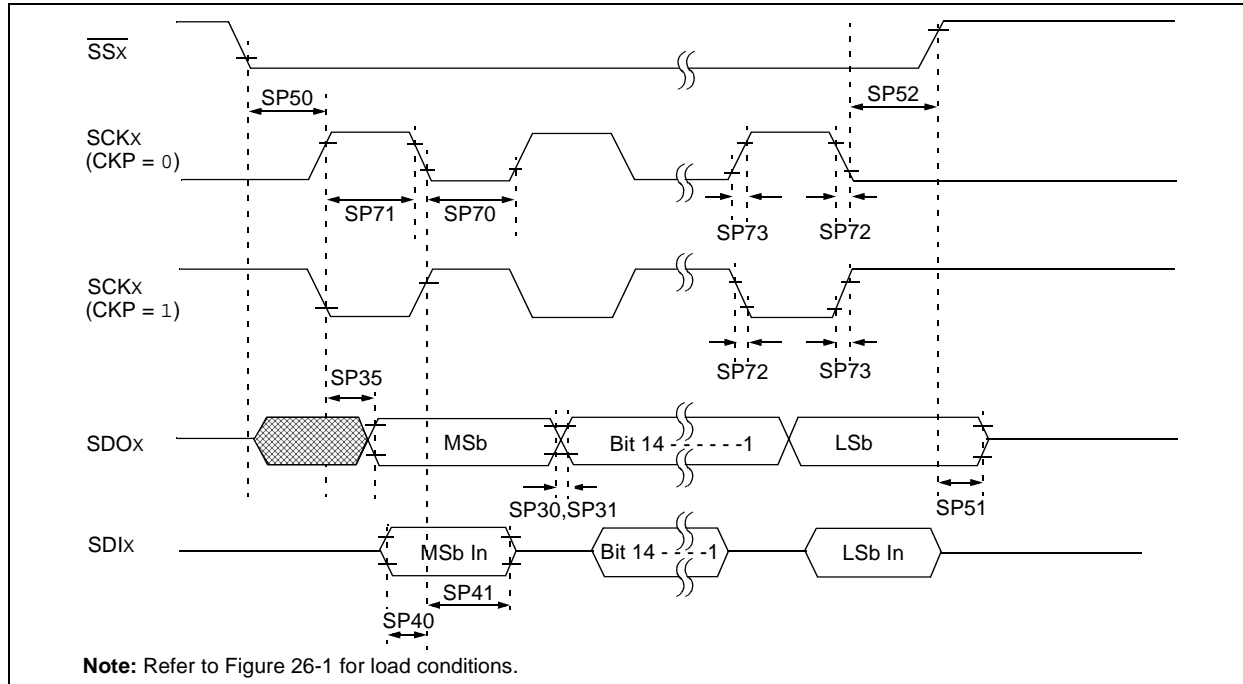 SSX
SP50
SP52
SCKX
(CKP = 0)
SP71
SP70
SP73
SP72
SCKX
(CKP = 1)
SP72
SP73
SP35
SDOX
MSb
Bit 14 - - - - - -1
LSb
SP30,SP31
SP51
SDIX
MSb In
Bit 14 - - - -1
LSb In
SP41
SP40
Note: Refer to Figure 26-1 for load conditions.